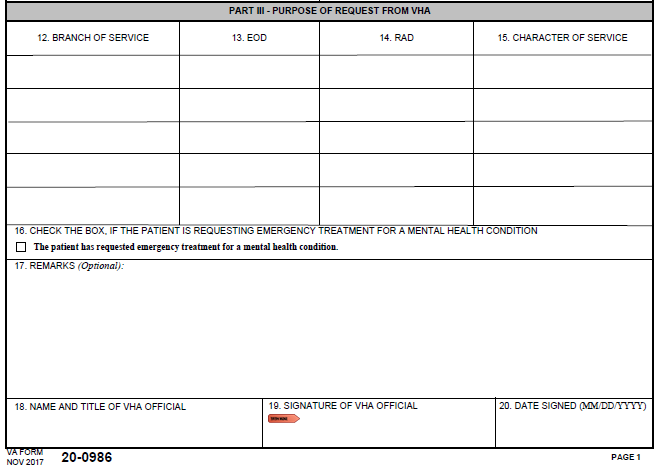 PART III - PURPOSE OF REQUEST FROM VHA
12. BRANCH OF SERVICE 13. EOD 14. RAD 15. CHARACTER OF SERVICE
16. CHECK THE BOX, IF THE PATIENT IS REQUESTING EMERGENCY TREATMENT FOR A MENTAL HEALTH CONDITION
The patient has requested emergency treatment for a mental health condition.
17. REMARKS (Optional):
18. NAME AND TITLE OF VHA OFFICIAL 19. SIGNATURE OF VHA OFFICIAL 20. DATE SIGNED (MM/DD/YYYY)
VA FORM
NOV 2017 20-0986 PAGE 1